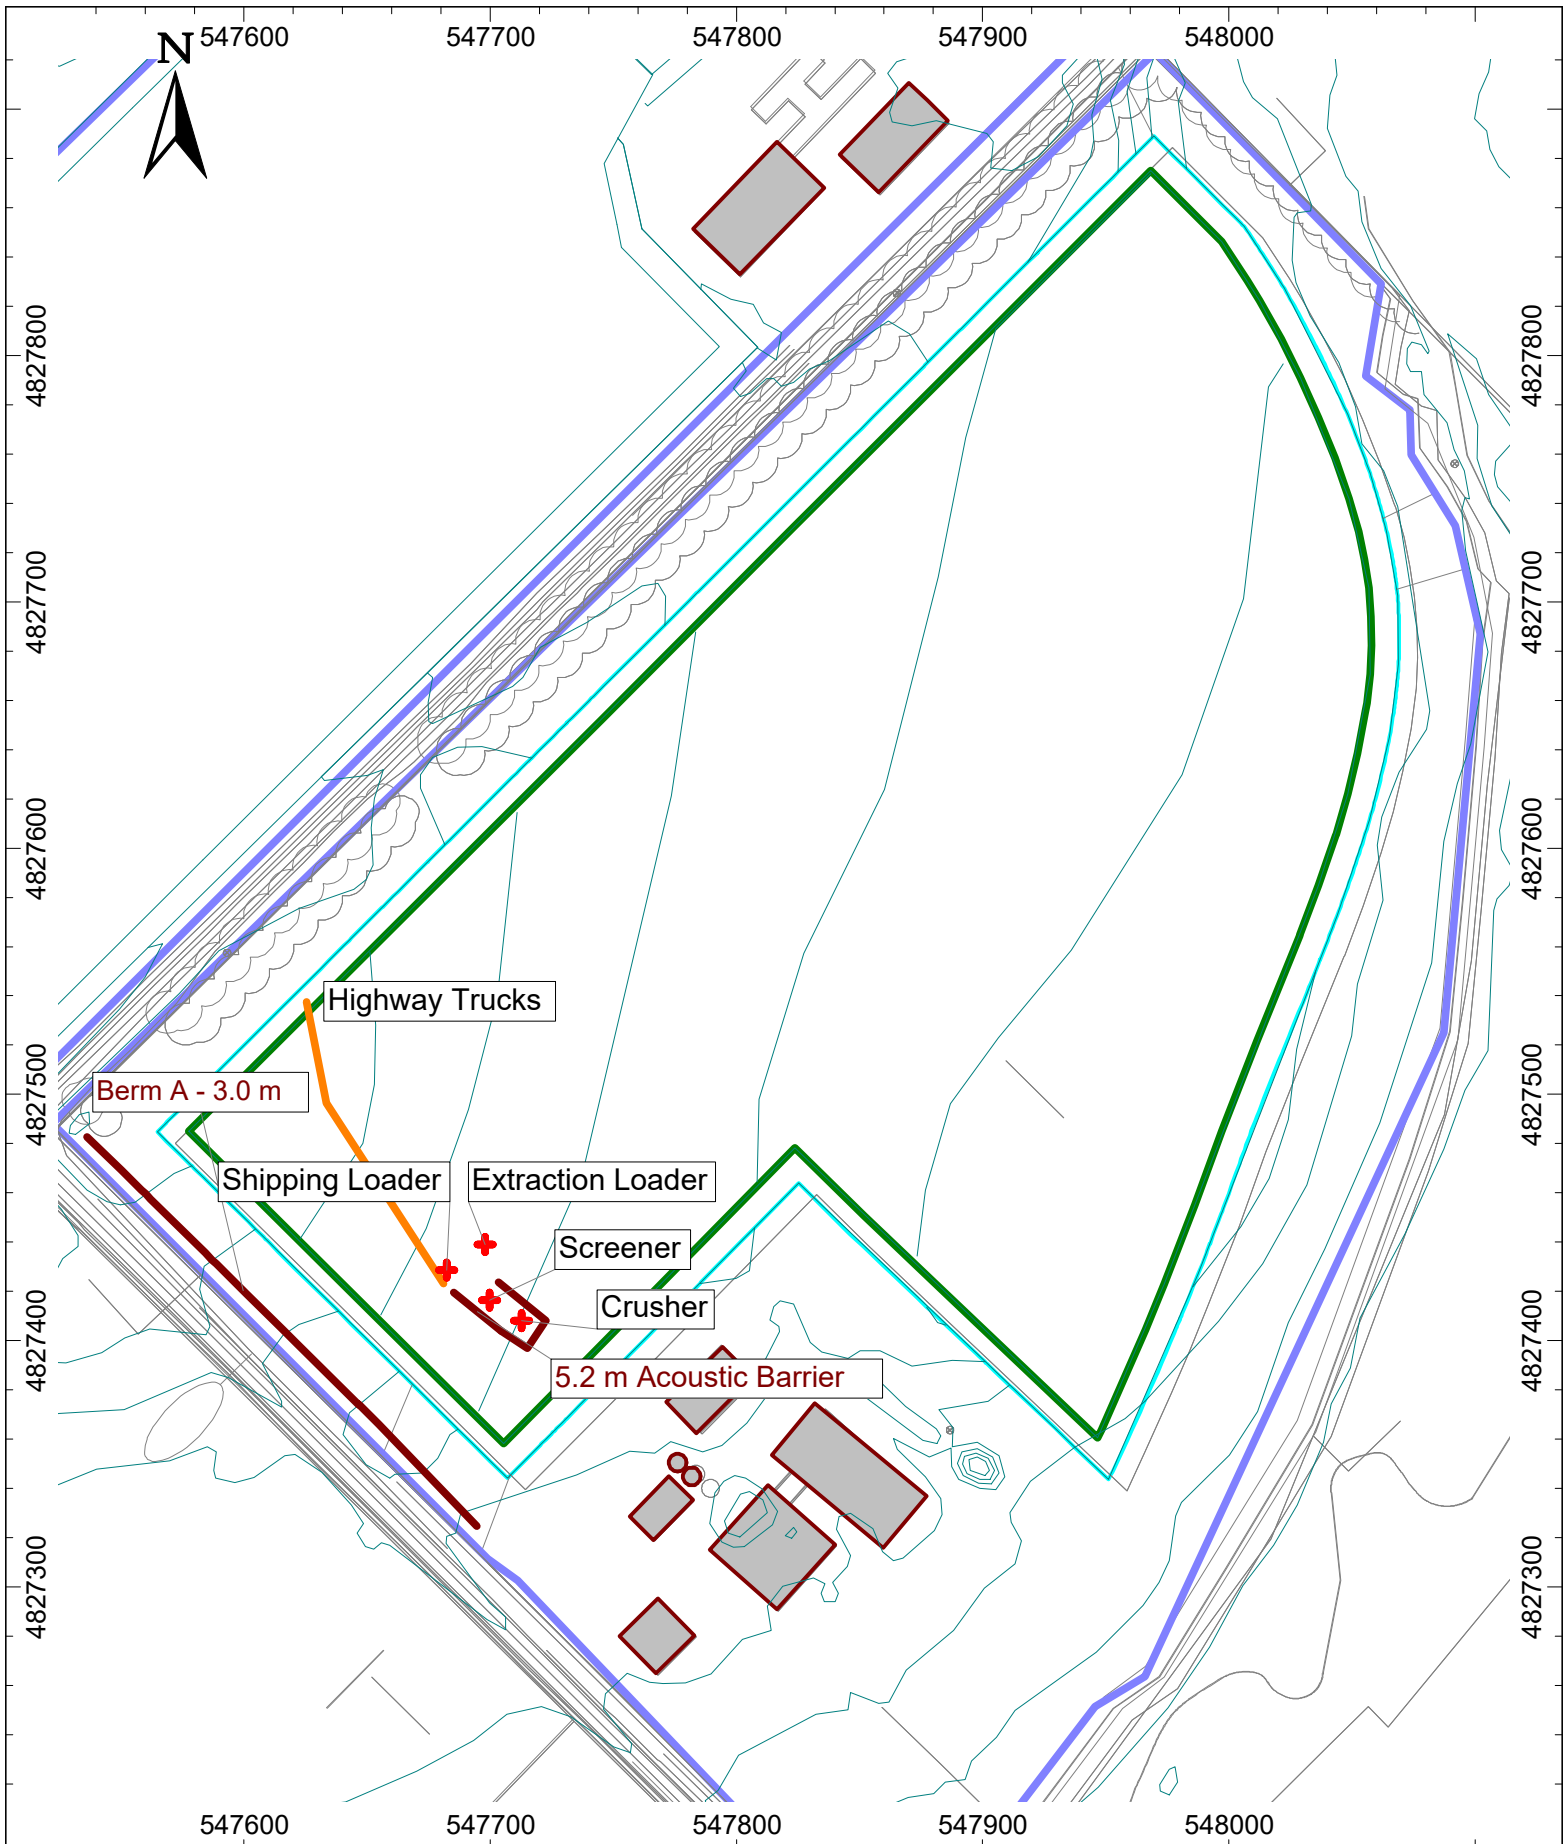 547600
547700
547800
547900
548000
N
4827800
4827800
4827700
4827700
4827600
4827600
Highway Trucks
4827500
4827500
Berm A - 3.0 m
Shipping Loader
Extraction Loader
Screener
Crusher
4827400
4827400
5.2 m Acoustic Barrier
4827300
4827300
547600
547700
547800
547900
548000